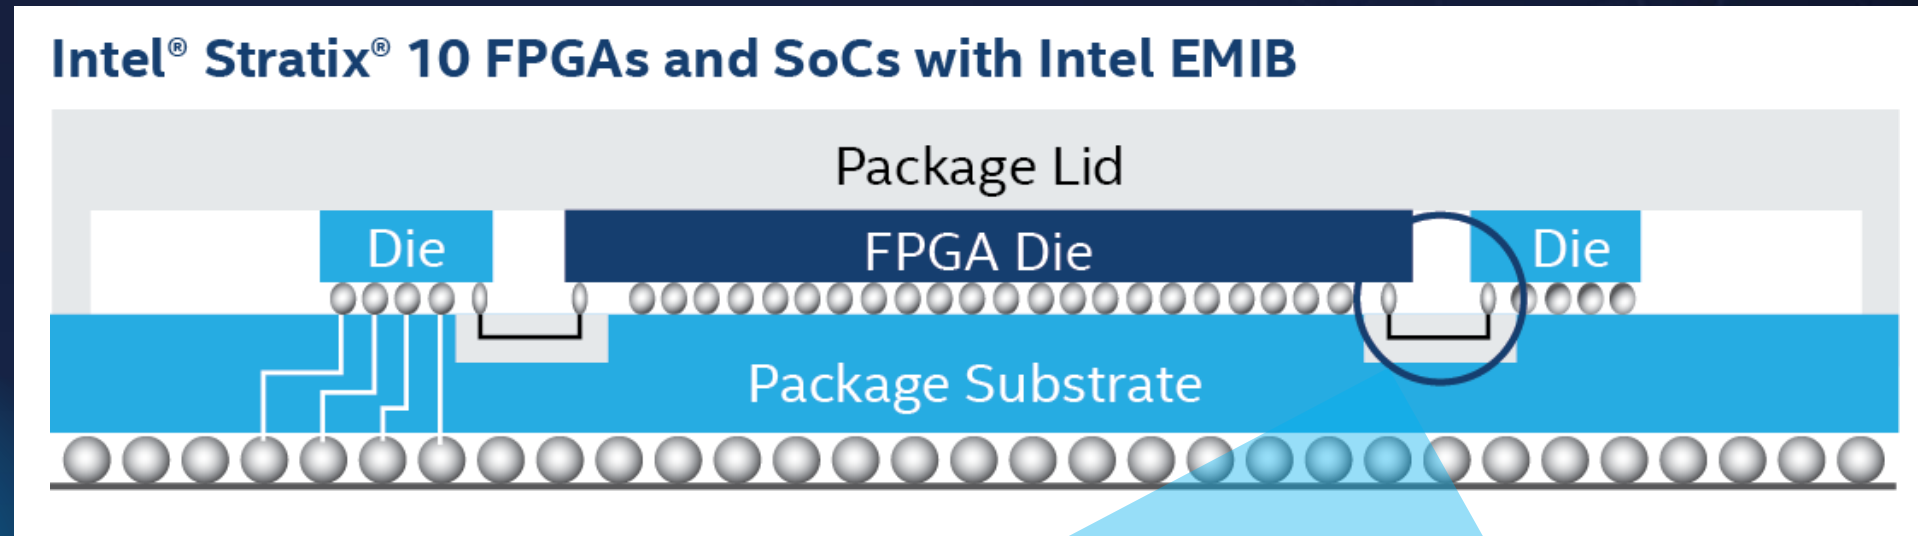 Intel® Stratix® 10 FPGAs and SoCs with Intel EMIB
Package Lid
Die
FPGA Die
Die
Package Substrate